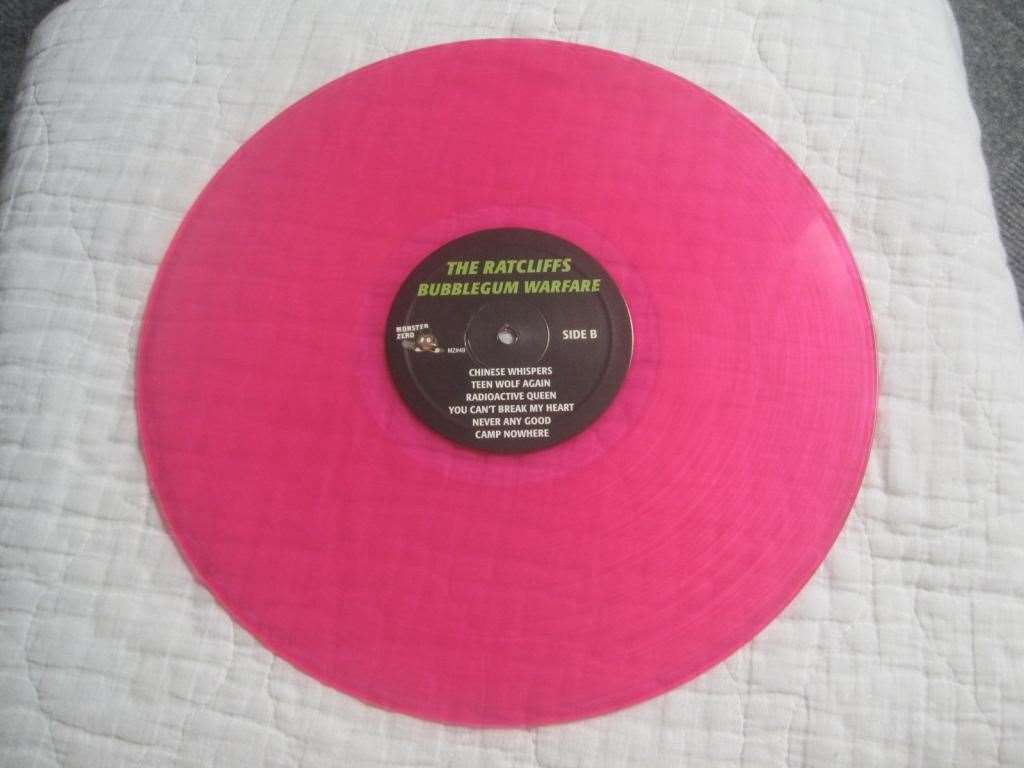 THE RATCLIFFS
BUBBLEGUM WARFARE
MONSTER
ZERO
SIDE B
CHINESE WHISPERS
TEEN WOLF AGAIN
RADIOACTIVE QUEEN
YOU CAN'T BREAK MY HEART
NEVER ANY GOOD
CAMP NOWHERE